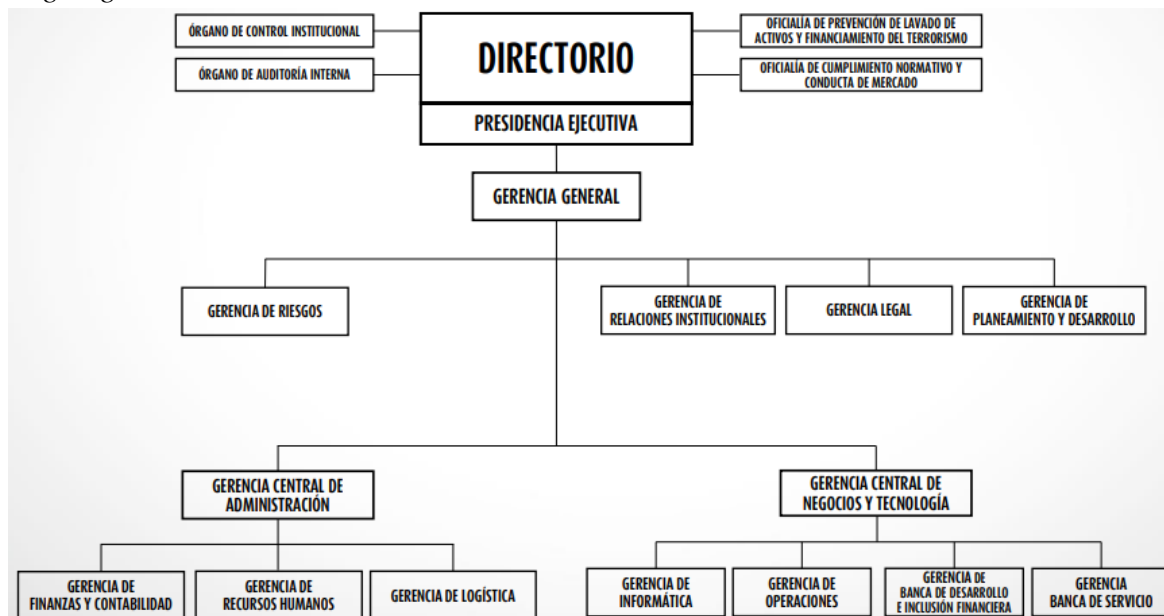 ÓRGANO DE CONTROL INSTITUCIONAL
ÓRGANO DE AUDITORÍA INTERNA
DIRECTORIO
PRESIDENCIA EJECUTIVA
OFICIALÍA DE PREVENCIÓN DE LAVADO DE
ACTIVOS Y FINANCIAMIENTO DEL TERRORISMO
OFICIALÍA DE CUMPLIMIENTO NORMATIVO Y
CONDUCTA DE MERCADO
GERENCIA GENERAL
GERENCIA DE RIESGOS
GERENCIA DE
RELACIONES INSTITUCIONALES
GERENCIA LEGAL
GERENCIA DE
PLANEAMIENTO Y DESARROLLO
GERENCIA CENTRAL DE
ADMINISTRACIÓN
GERENCIA CENTRAL DE
NEGOCIOS Y TECNOLOGÍA
GERENCIA DE
FINANZAS Y CONTABILIDAD
GERENCIA DE
RECURSOS HUMANOS
GERENCIA DE LOGÍSTICA
GERENCIA DE
INFORMÁTICA
GERENCIA DE
OPERACIONES
GERENCIA DE
BANCA DE DESARROLLO
E INCLUSIÓN FINANCIERA
GERENCIA
BANCA DE SERVICIO